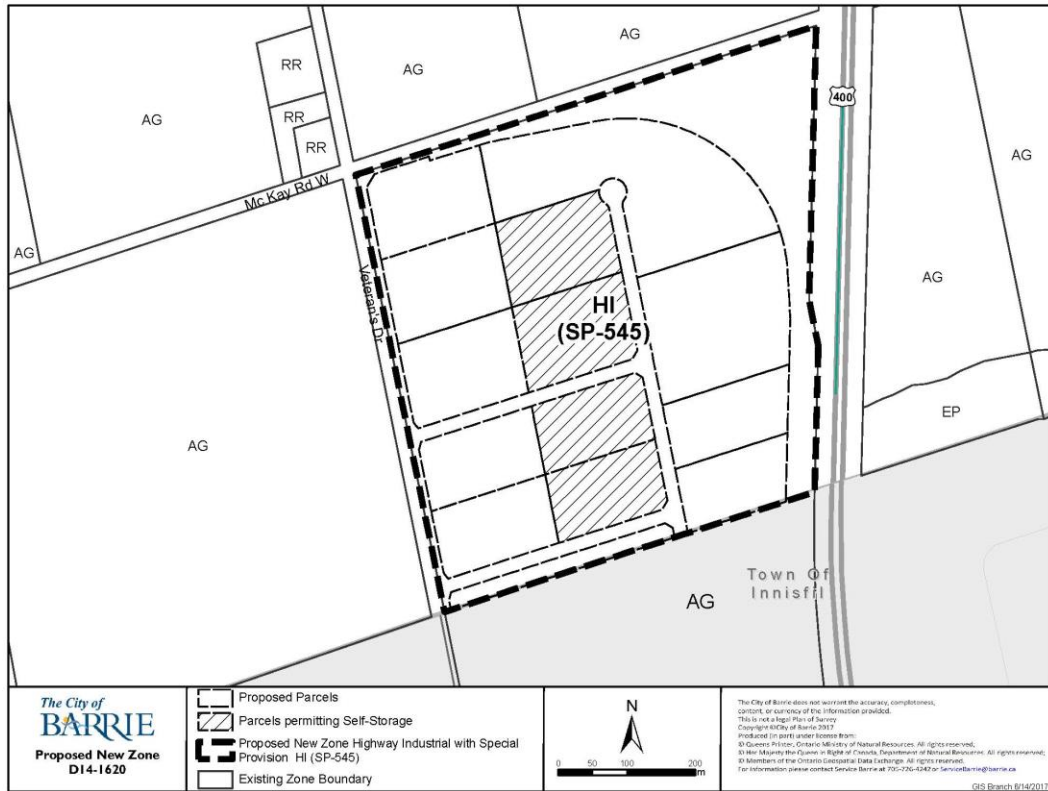 AG
RR
AG
400
AG
RR
AG
RR
Mc Kay Rd W
AG
Veteran's Dr
AG
HI
(SP-545)
EP
AG
Town Of
Innisfil
AG
The City of
BARRIE
Proposed New Zone
D14-1620
Proposed Parcels
Parcels permitting Self-Storage
Proposed New Zone Highway Industrial with Special
Provision HI (SP-545)
Existing Zone Boundary
N
0 50 100 200
m
The City of Barrie does not warrant the accuracy, completeness,
content, or currency of the information provided.
This is not a legal Plan of Survey
Copyright ©City of Barrie 2017
Produced (in part) under license from:
© Queens Printer, Ontario Ministry of Natural Resources. All rights reserved;
© Her Majesty the Queen in Right of Canada, Department of Natural Resources. All rights reserved;
© Members of the Ontario Geospatial Data Exchange. All rights reserved.
For information please contact Service Barrie at 705-726-4242 or ServiceBarrie@barrie.ca
GIS Branch 6/14/2017